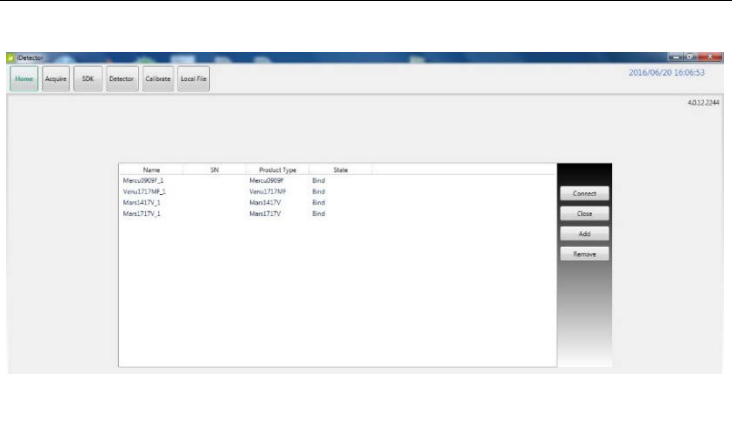 iDetector
Home Acquire SDK Detector Calibrate Local File
2016/06/20 16:06:53
4.0.12.2244
Name SN Product Type State
Mercu0909F_1 Mercu0909F Bind
Venu1717MF_1 Venu1717MF Bind
Mars1417V_1 Mars1417V Bind
Mars1717V_1 Mars1717V Bind
Connect
Close
Add
Remove